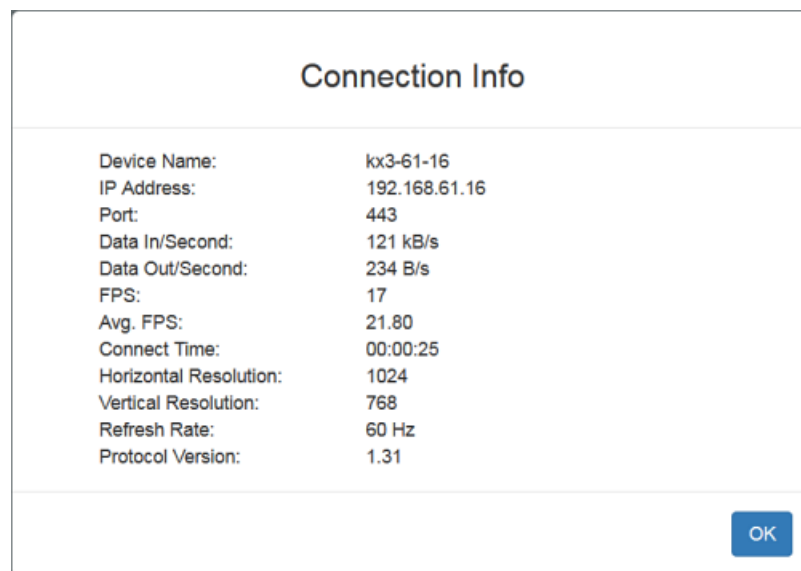 Connection Info
Device Name: kx3-61-16
IP Address: 192.168.61.16
Port: 443
Data In/Second: 121 kB/s
Data Out/Second: 234 B/s
FPS: 17
Avg. FPS: 21.80
Connect Time: 00:00:25
Horizontal Resolution: 1024
Vertical Resolution: 768
Refresh Rate: 60 Hz
Protocol Version: 1.31
OK